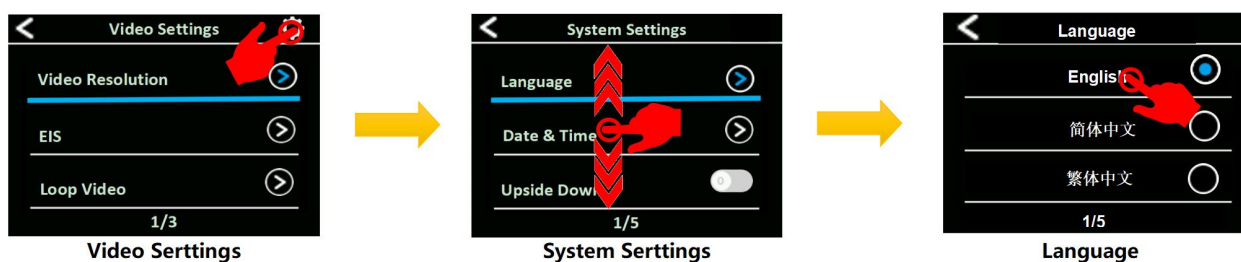 Video Settings
Video Resolution
EIS
Loop Video
1/3
Video Serttings
System Settings
Language
Date & Time
Upside Down
1/5
System Serttings
Language
English
简体中文
繁体中文
1/5
Language